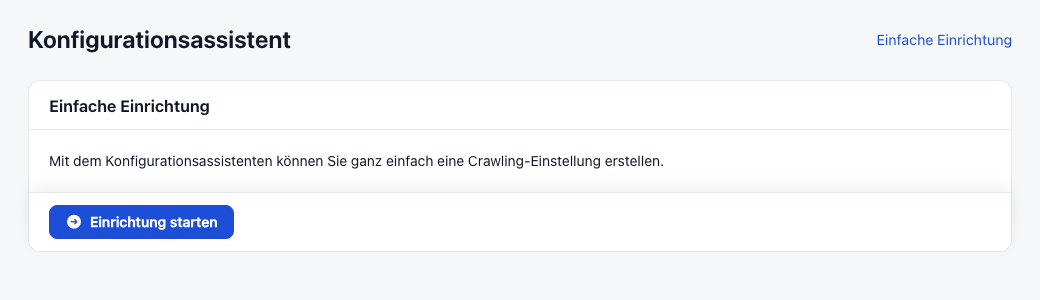 Konfigurationsassistent
Einfache Einrichtung
Einfache Einrichtung
Mit dem Konfigurationsassistenten können Sie ganz einfach eine Crawling-Einstellung erstellen.
Einrichtung starten